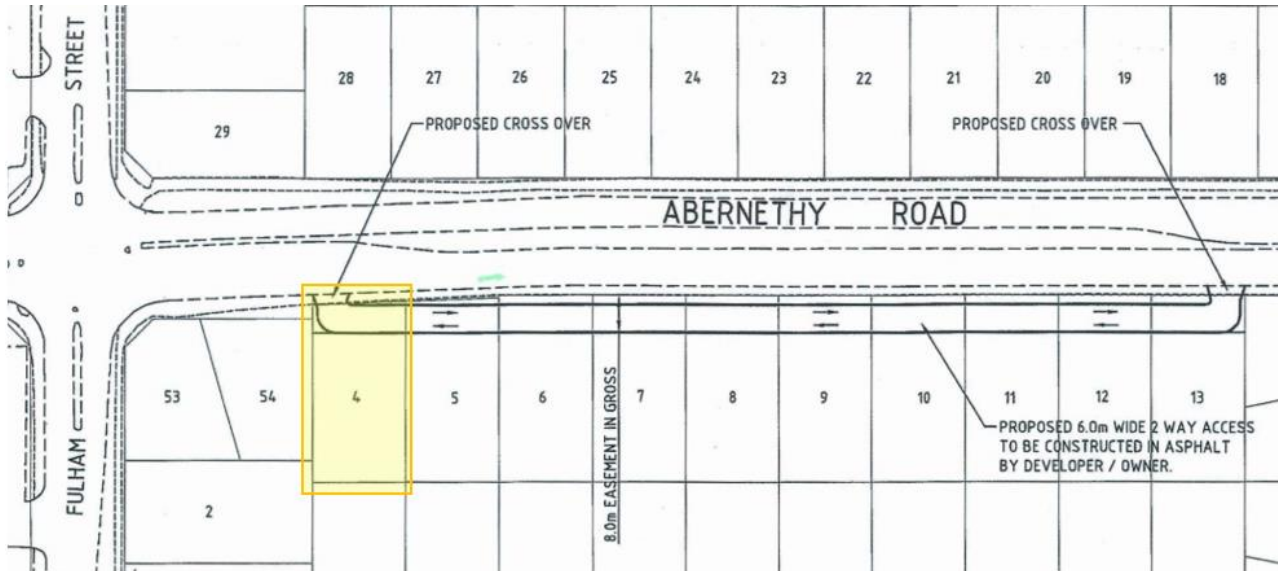 STREET
28
27
26
25
24
23
22
21
20
19
18
29
PROPOSED CROSS OVER
PROPOSED CROSS OVER
ABERNETHY ROAD
53
54
4
5
6
7
8
9
10
11
12
13
8.0m EASEMENT IN GROSS
PROPOSED 6.0m WIDE 2 WAY ACCESS
TO BE CONSTRUCTED IN ASPHALT
BY DEVELOPER / OWNER.
FULHAM
2